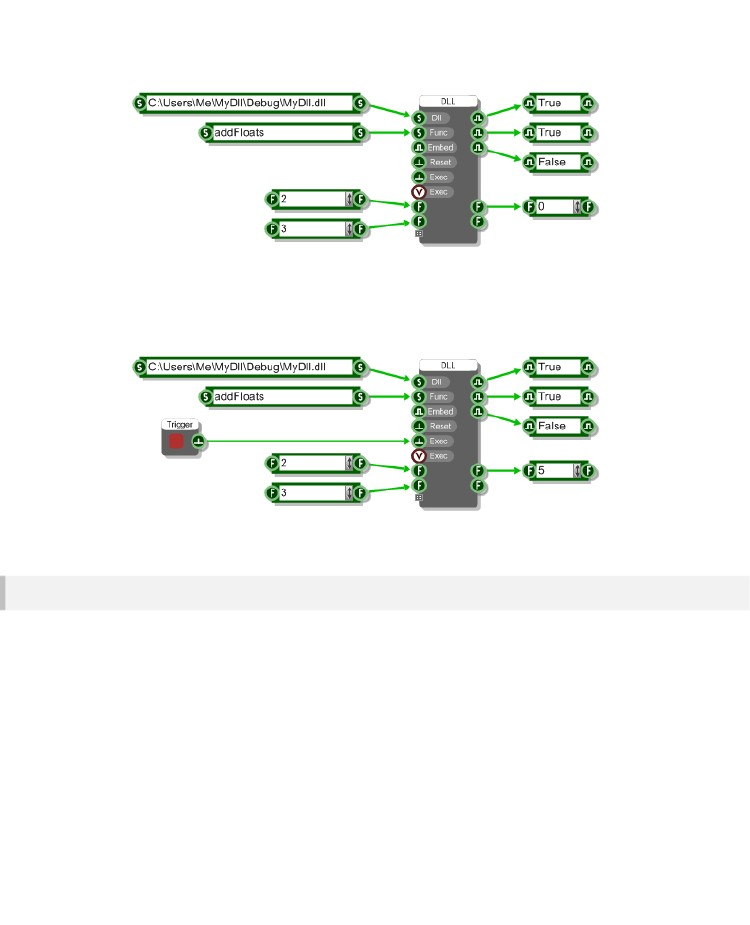 C:\Users\Me\MyDll\Debug\MyDll.dll
DLL
True
S Dll
addFloats
S Func
True
Embed
False
Reset
Exec
V Exec
F 2 F
F F
F 0 F
F 3 F
F F
C:\Users\Me\MyDll\Debug\MyDll.dll
DLL
True
S Dll
addFloats
S Func
True
Embed
Trigger
Reset
False
Exec
V Exec
F 2 F
F F
F 5 F
F 3 F
F F